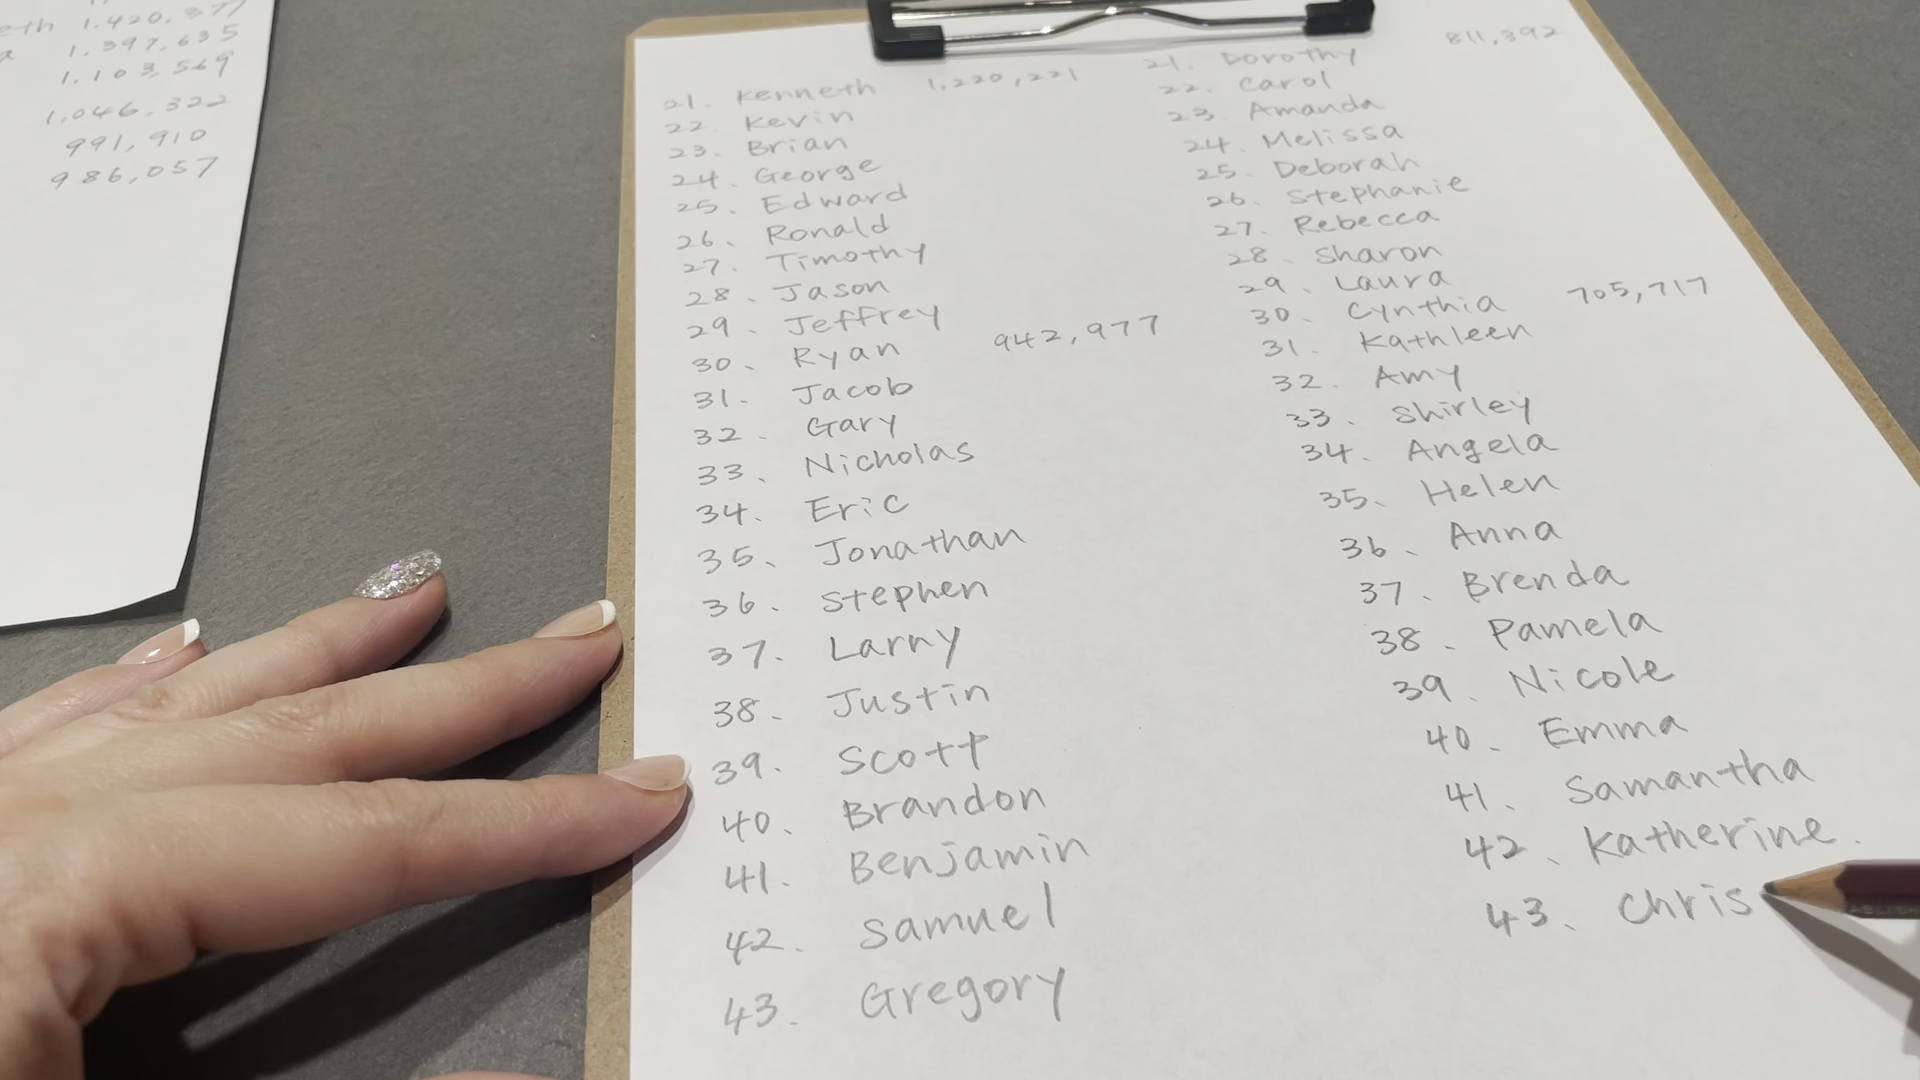 1.420,377
1.397,635
1.103,569
1,046,322
991,910
986,057
21. Kenneth 1,220,221
22. Kevin
23. Brian
24. George
25. Edward
26. Ronald
27. Timothy
28. Jason
29. Jeffrey
30. Ryan 942,977
31. Jacob
32. Gary
33. Nicholas
34. Eric
35. Jonathan
36. Stephen
37. Larry
38. Justin
39. Scott
40. Brandon
41. Benjamin
42. Samuel
43. Gregory
21. Dorothy 811,392
22. Carol
23. Amanda
24. Melissa
25. Deborah
26. Stephanie
27. Rebecca
28. Sharon
29. Laura
30. Cynthia 705,717
31. Kathleen
32. Amy
33. Shirley
34. Angela
35. Helen
36. Anna
37. Brenda
38. Pamela
39. Nicole
40. Emma
41. Samantha
42. Katherine.
43. Chris